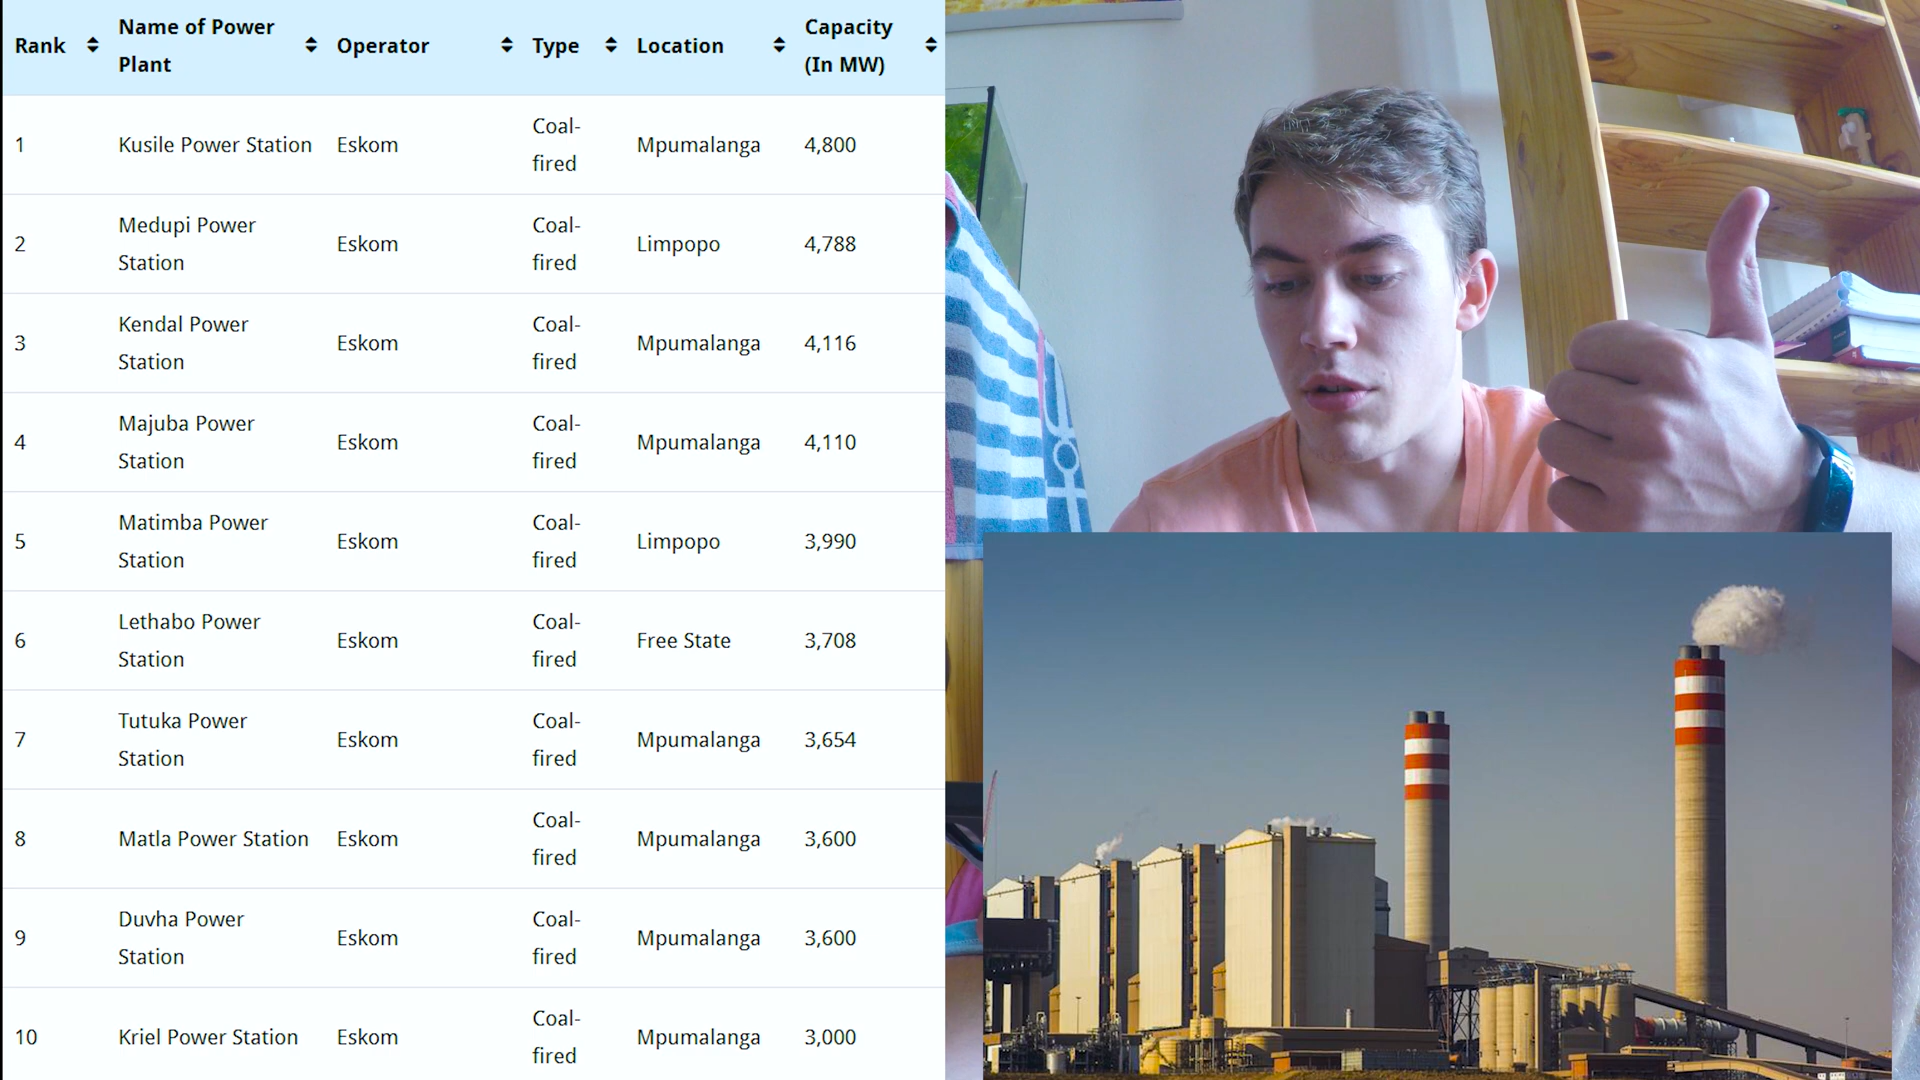 Rank
Name of Power
Plant
Operator
Type
Location
Capacity
(In MW)
1
Kusile Power Station
Eskom
Coal-
fired
Mpumalanga
4,800
2
Medupi Power
Station
Eskom
Coal-
fired
Limpopo
4,788
3
Kendal Power
Station
Eskom
Coal-
fired
Mpumalanga
4,116
4
Majuba Power
Station
Eskom
Coal-
fired
Mpumalanga
4,110
5
Matimba Power
Station
Eskom
Coal-
fired
Limpopo
3,990
6
Lethabo Power
Station
Eskom
Coal-
fired
Free State
3,708
7
Tutuka Power
Station
Eskom
Coal-
fired
Mpumalanga
3,654
8
Matla Power Station
Eskom
Coal-
fired
Mpumalanga
3,600
9
Duvha Power
Station
Eskom
Coal-
fired
Mpumalanga
3,600
10
Kriel Power Station
Eskom
Coal-
fired
Mpumalanga
3,000